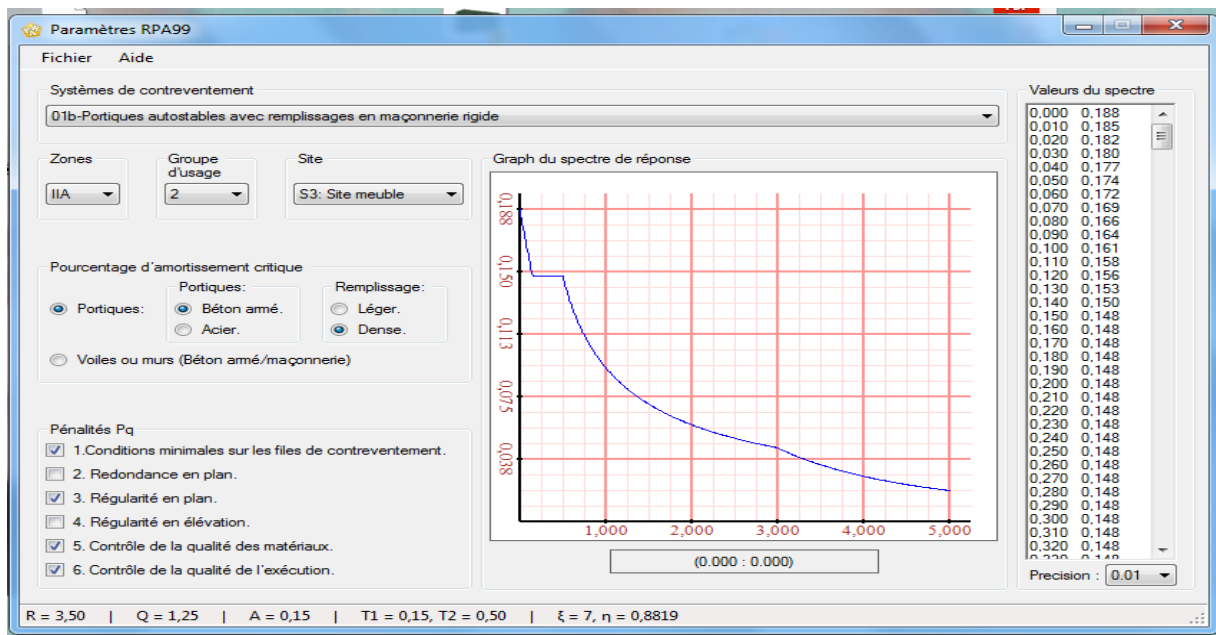 Paramètres RPA99
Fichier Aide
Systèmes de contreventement
01b-Portiques autostables avec remplissages en maçonnerie rigide
Zones
IIA
Groupe
d'usage
2
Site
S3: Site meuble
Pourcentage d'amortissement critique
Portiques:
Portiques:
Béton armé.
Acier.
Remplissage:
Léger.
Dense.
Voiles ou murs (Béton armé/maçonnerie)
Pénalités Pq
1.Conditions minimales sur les files de contreventement.
2. Redondance en plan.
3. Régularité en plan.
4. Régularité en élévation.
5. Contrôle de la qualité des matériaux.
6. Contrôle de la qualité de l'exécution.
Graph du spectre de réponse
0,188
0,150
0,113
0,075
0,038
1,000 2,000 3,000 4,000 5,000
(0.000 : 0.000)
Valeurs du spectre
0,000 0,188
0,010 0,185
0,020 0,182
0,030 0,180
0,040 0,177
0,050 0,174
0,060 0,172
0,070 0,169
0,080 0,166
0,090 0,164
0,100 0,161
0,110 0,158
0,120 0,156
0,130 0,153
0,140 0,150
0,150 0,148
0,160 0,148
0,170 0,148
0,180 0,148
0,190 0,148
0,200 0,148
0,210 0,148
0,220 0,148
0,230 0,148
0,240 0,148
0,250 0,148
0,260 0,148
0,270 0,148
0,280 0,148
0,290 0,148
0,300 0,148
0,310 0,148
0,320 0,148
Precision : 0.01
R = 3,50 | Q = 1,25 | A = 0,15 | T1 = 0,15, T2 = 0,50 | ξ = 7, η = 0,8819